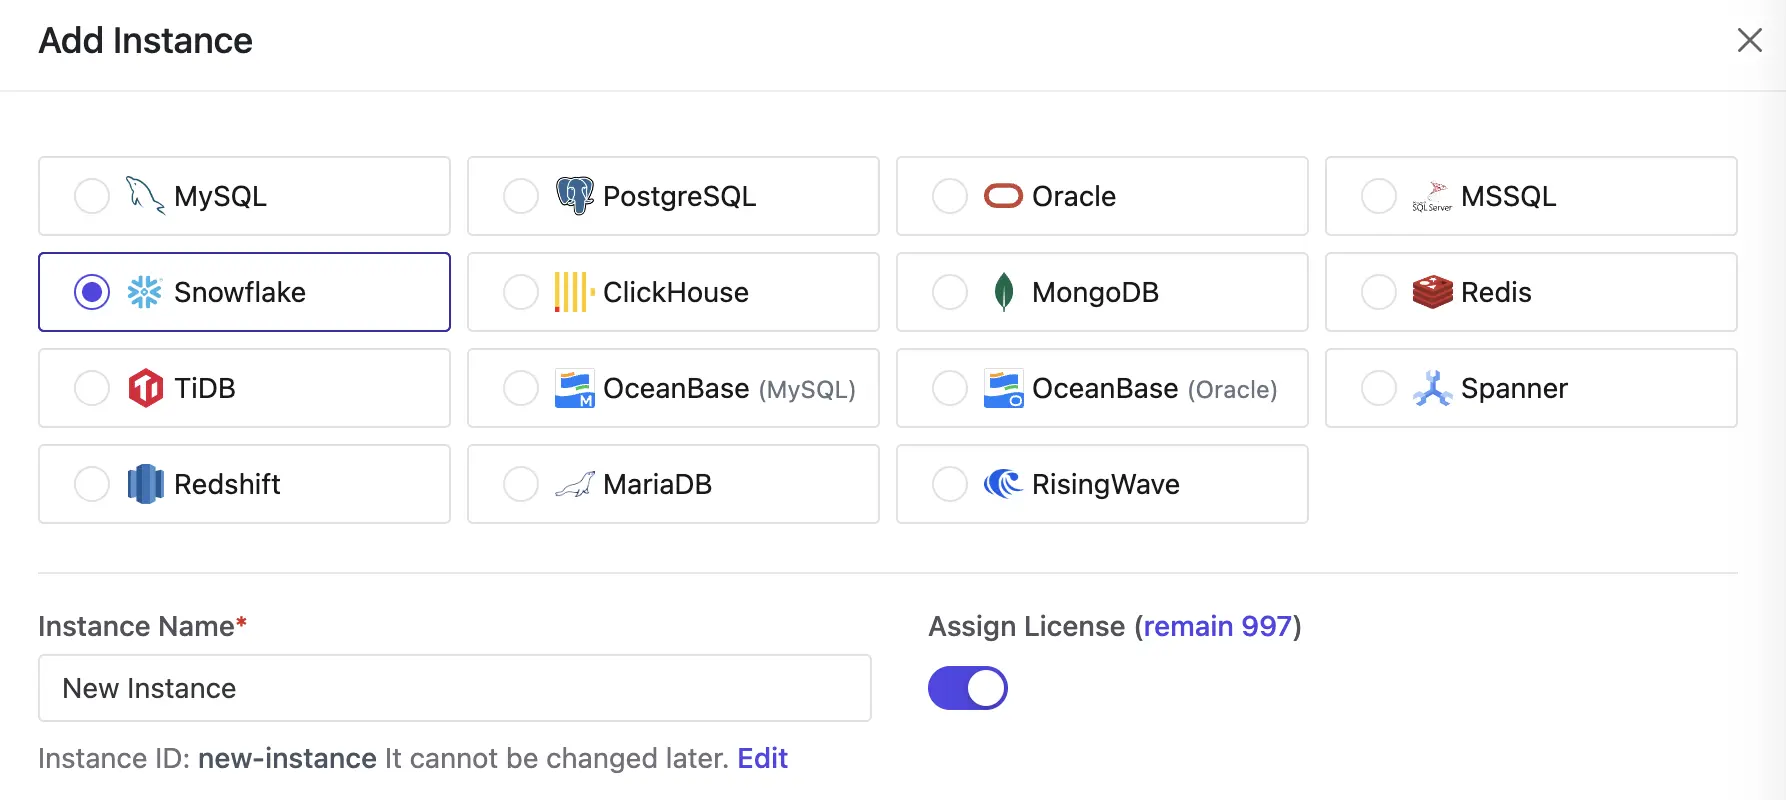 Add Instance
MySQL PostgreSQL Oracle SQL Server MSSQL
Snowflake ClickHouse MongoDB Redis
TiDB M OceanBase (MySQL) O OceanBase (Oracle) Spanner
Redshift MariaDB RisingWave
Instance Name* Assign License (remain 997)
New Instance
Instance ID: new-instance It cannot be changed later. Edit